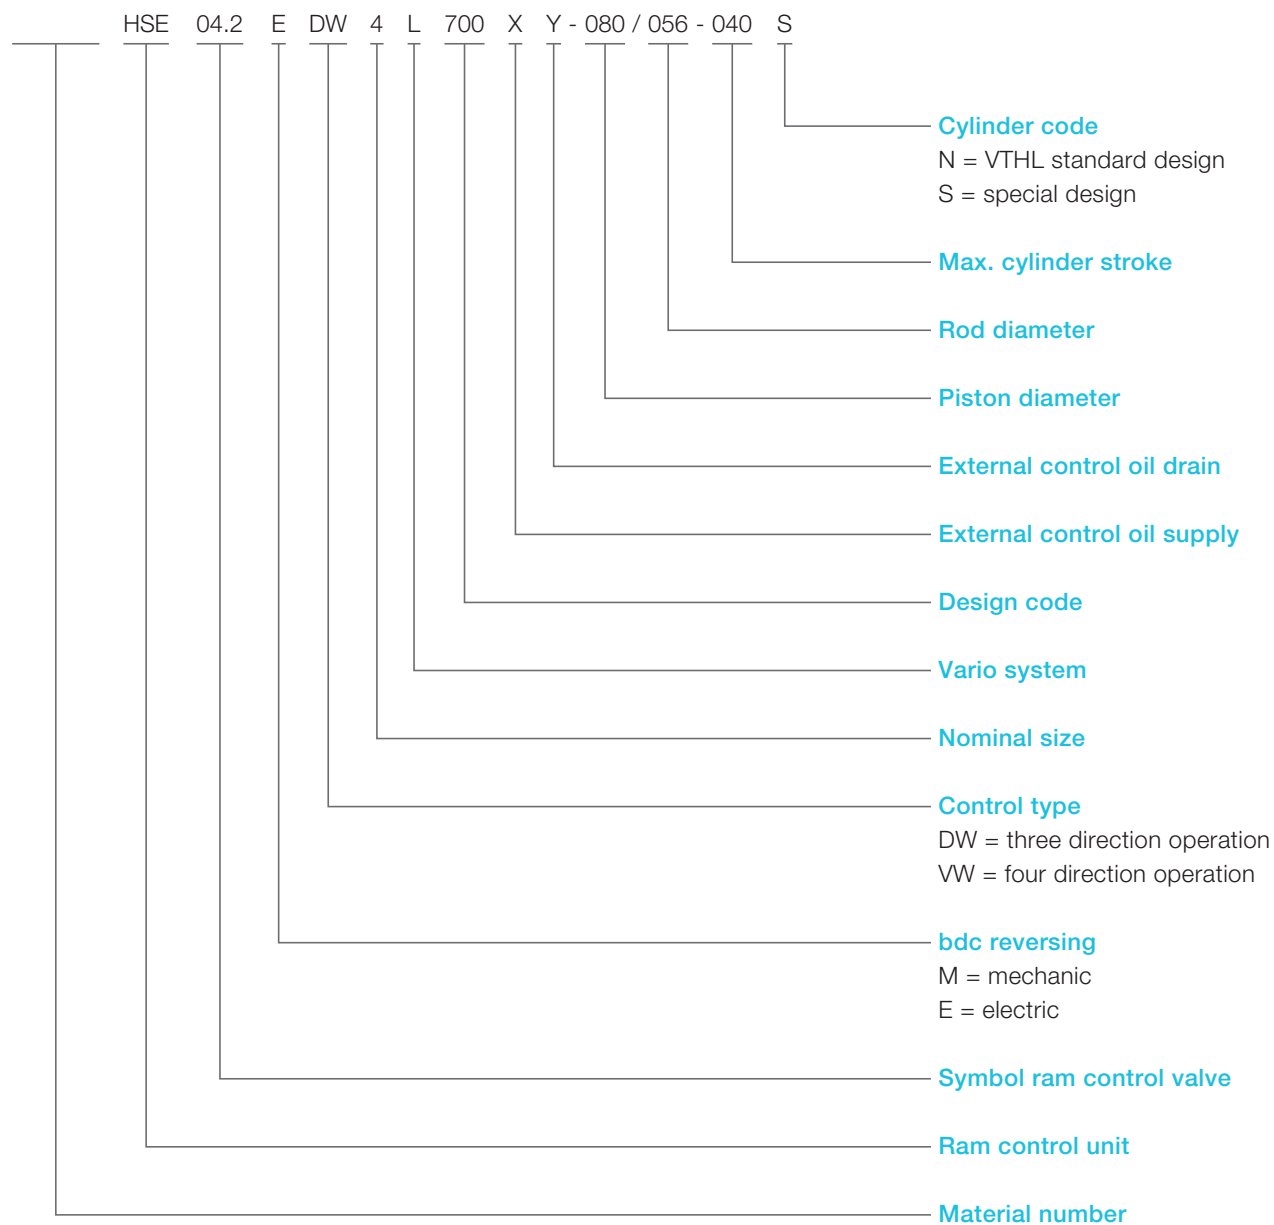 HSE 04.2 E DW 4 L 700 X Y - 080 / 056 - 040 S
Cylinder code
N = VTHL standard design
S = special design
Max. cylinder stroke
Rod diameter
Piston diameter
External control oil drain
External control oil supply
Design code
Vario system
Nominal size
Control type
DW = three direction operation
VW = four direction operation
bdc reversing
M = mechanic
E = electric
Symbol ram control valve
Ram control unit
Material number